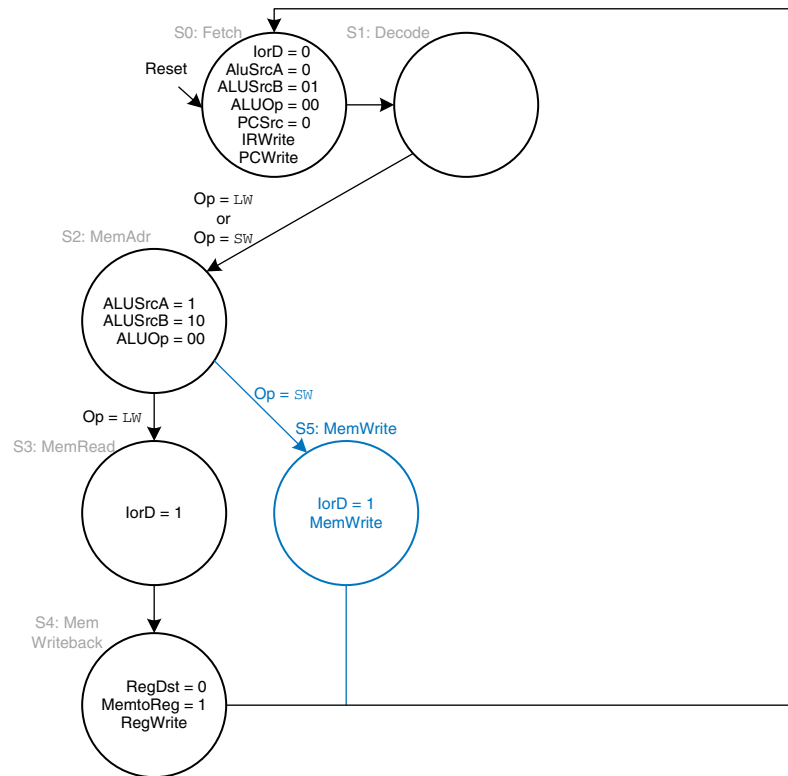 S0: Fetch
S1: Decode
Reset
IorD = 0
AluSrcA = 0
ALUSrcB = 01
ALUOp = 00
PCSrc = 0
IRWrite
PCWrite
Op = LW
or
Op = SW
S2: MemAdr
ALUSrcA = 1
ALUSrcB = 10
ALUOp = 00
Op = SW
Op = LW
S5: MemWrite
S3: MemRead
IorD = 1
IorD = 1
MemWrite
S4: Mem
Writeback
RegDst = 0
MemtoReg = 1
RegWrite